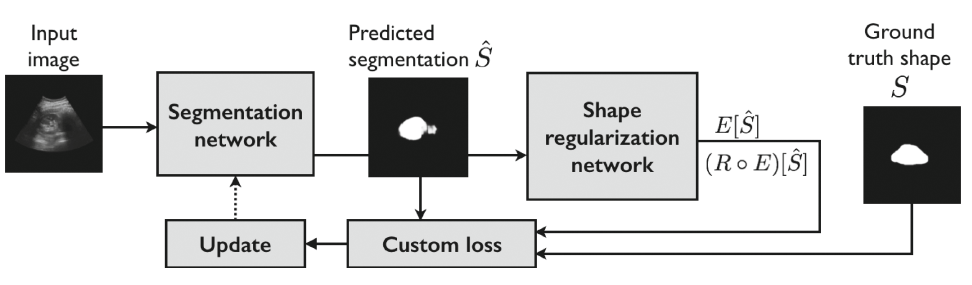 Input
image
Segmentation
network
Predicted
segmentation $\hat{S}$
Shape
regularization
network
$E[\hat{S}]$
$(R \circ E)[\hat{S}]$
Ground
truth shape
$S$
Update
Custom loss